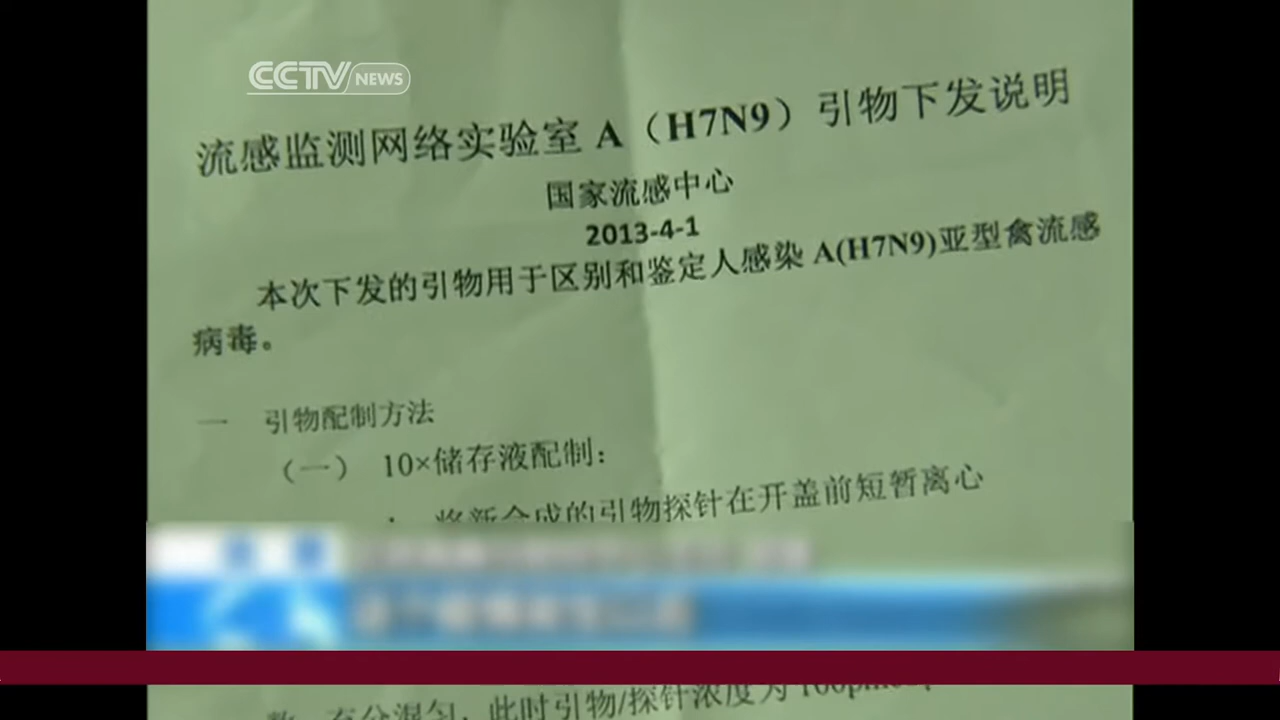 CCTV NEWS
流感监测网络实验室 A（H7N9）引物下发说明
国家流感中心
2013-4-1
本次下发的引物用于区别和鉴定人感染 A(H7N9)亚型禽流感
病毒。
一 引物配制方法
（一） 10×储存液配制：
将新合成的引物探针在开盖前短暂离心
充分混匀，此时引物/探针浓度为